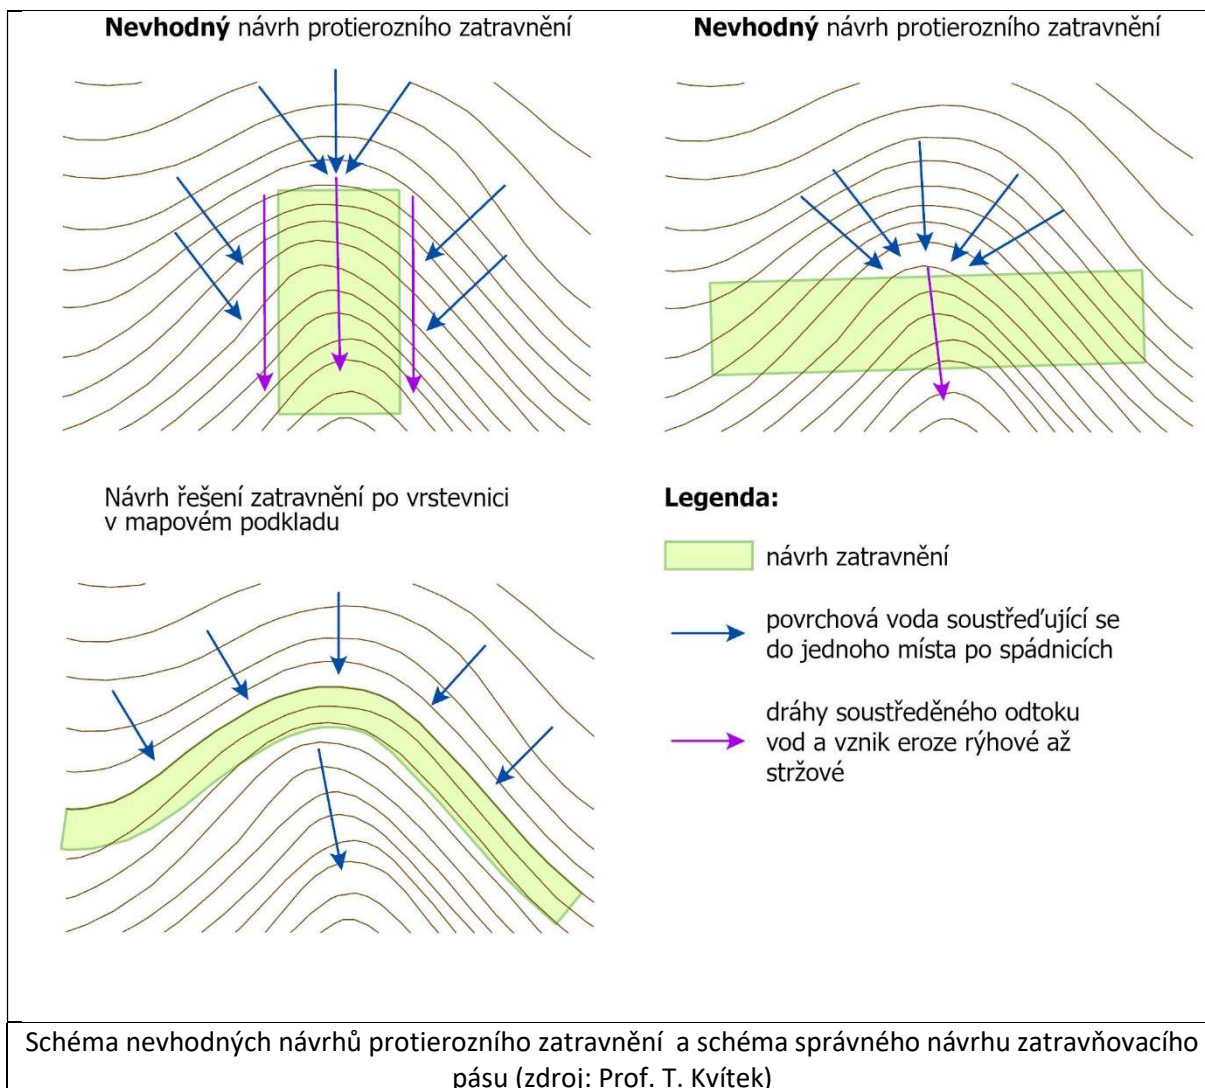 Nevhodný návrh protierozního zatravnění
Nevhodný návrh protierozního zatravnění
Návrh řešení zatravnění po vrstevnici
v mapovém podkladu
Legenda:
návrh zatravnění
povrchová voda soustřeďující se
do jednoho místa po spádnicích
dráhy soustředěného odtoku
vod a vznik eroze rýhové až
stržové
Schéma nevhodných návrhů protierozního zatravnění a schéma správného návrhu zatravňovacího
pásu (zdroj: Prof. T. Kvítek)